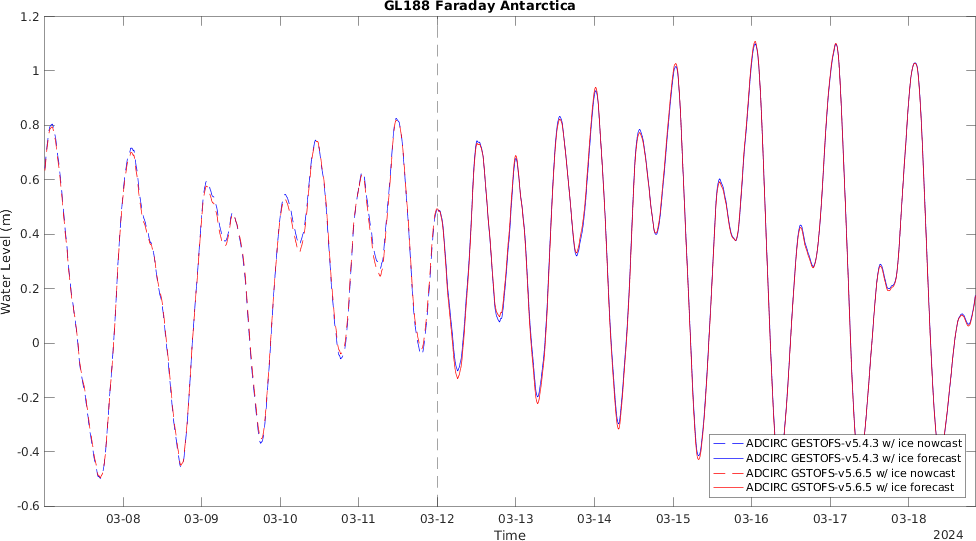 GL188 Faraday Antarctica
1.2
1
0.8
0.6
0.4
0.2
0
-0.2
-0.4
-0.6
Water Level (m)
ADCIRC GESTOFS-v5.4.3 w/ ice nowcast
ADCIRC GESTOFS-v5.4.3 w/ ice forecast
ADCIRC GSTOFS-v5.6.5 w/ ice nowcast
ADCIRC GSTOFS-v5.6.5 w/ ice forecast
03-08 03-09 03-10 03-11 03-12 03-13 03-14 03-15 03-16 03-17 03-18
Time
2024